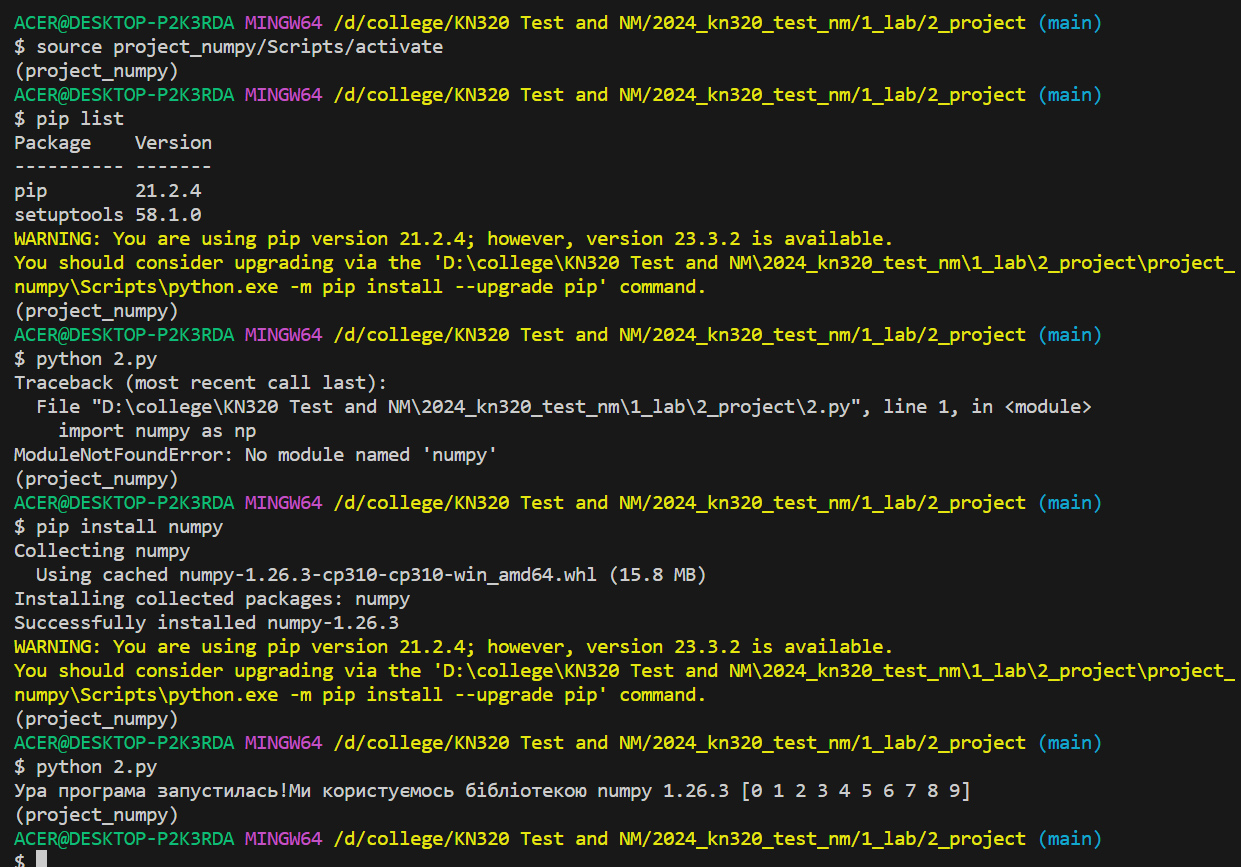 ACER@DESKTOP-P2K3RDA MINGW64 /d/college/KN320 Test and NM/2024_kn320_test_nm/1_lab/2_project (main)
$ source project_numpy/Scripts/activate
(project_numpy)
ACER@DESKTOP-P2K3RDA MINGW64 /d/college/KN320 Test and NM/2024_kn320_test_nm/1_lab/2_project (main)
$ pip list
Package    Version
---------- -------
pip        21.2.4
setuptools 58.1.0
WARNING: You are using pip version 21.2.4; however, version 23.3.2 is available.
You should consider upgrading via the 'D:\college\KN320 Test and NM\2024_kn320_test_nm\1_lab\2_project\project_
numpy\Scripts\python.exe -m pip install --upgrade pip' command.
(project_numpy)
ACER@DESKTOP-P2K3RDA MINGW64 /d/college/KN320 Test and NM/2024_kn320_test_nm/1_lab/2_project (main)
$ python 2.py
Traceback (most recent call last):
  File "D:\college\KN320 Test and NM\2024_kn320_test_nm\1_lab\2_project\2.py", line 1, in <module>
    import numpy as np
ModuleNotFoundError: No module named 'numpy'
(project_numpy)
ACER@DESKTOP-P2K3RDA MINGW64 /d/college/KN320 Test and NM/2024_kn320_test_nm/1_lab/2_project (main)
$ pip install numpy
Collecting numpy
  Using cached numpy-1.26.3-cp310-cp310-win_amd64.whl (15.8 MB)
Installing collected packages: numpy
Successfully installed numpy-1.26.3
WARNING: You are using pip version 21.2.4; however, version 23.3.2 is available.
You should consider upgrading via the 'D:\college\KN320 Test and NM\2024_kn320_test_nm\1_lab\2_project\project_
numpy\Scripts\python.exe -m pip install --upgrade pip' command.
(project_numpy)
ACER@DESKTOP-P2K3RDA MINGW64 /d/college/KN320 Test and NM/2024_kn320_test_nm/1_lab/2_project (main)
$ python 2.py
Ура програма запустилась!Ми користуємось бібліотекою numpy 1.26.3 [0 1 2 3 4 5 6 7 8 9]
(project_numpy)
ACER@DESKTOP-P2K3RDA MINGW64 /d/college/KN320 Test and NM/2024_kn320_test_nm/1_lab/2_project (main)
$